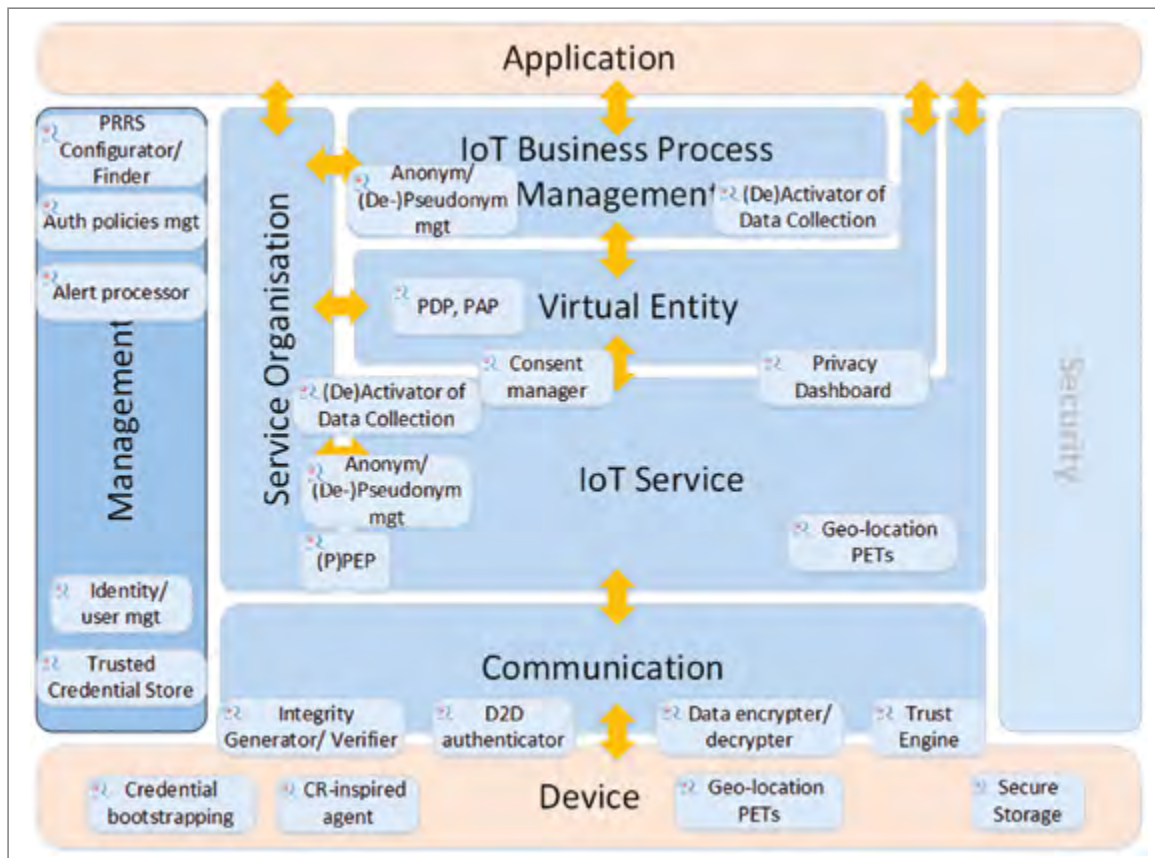 Application
PRRS
Configurator/
Finder
Auth policies mgt
Alert processor
Management
Identity/
user mgt
Trusted
Credential Store
Service Organisation
IoT Business Process
Management
Anonym/
(De-)Pseudonym
mgt
(De)Activator of
Data Collection
PDP, PAP
Virtual Entity
Consent
manager
Privacy
Dashboard
(De)Activator of
Data Collection
Anonym/
(De-)Pseudonym
mgt
(P)PEP
IoT Service
Geo-location
PETs
Security
Communication
Integrity
Generator/ Verifier
D2D
authenticator
Data encrypter/
decrypter
Trust
Engine
Credential
bootstrapping
CR-inspired
agent
Device
Geo-location
PETs
Secure
Storage